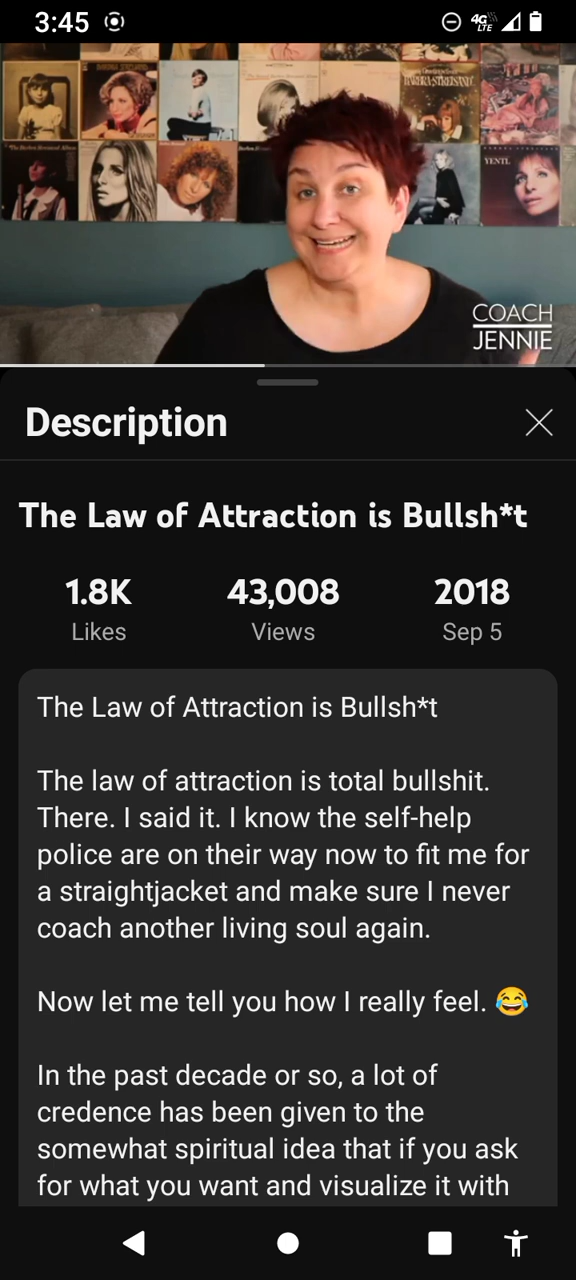 3:45
4G
LTE
BARBRA STREISAND
YENTL
COACH
JENNIE
Description
The Law of Attraction is Bullsh*t
1.8K
43,008
2018
Likes
Views
Sep 5
The Law of Attraction is Bullsh*t
The law of attraction is total bullshit.
There. I said it. I know the self-help
police are on their way now to fit me for
a straightjacket and make sure I never
coach another living soul again.
Now let me tell you how I really feel. 😂
In the past decade or so, a lot of
credence has been given to the
somewhat spiritual idea that if you ask
for what you want and visualize it with